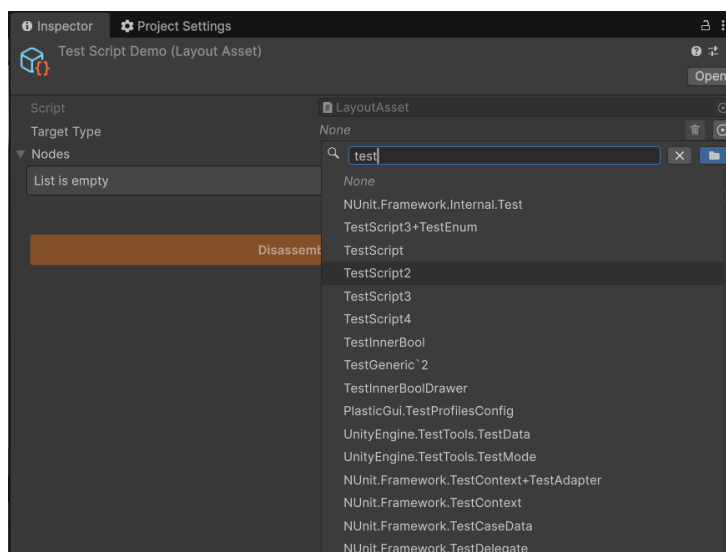 Inspector
Project Settings
Test Script Demo (Layout Asset)
Open
Script
LayoutAsset
Target Type
None
Nodes
test
List is empty
None
NUnit.Framework.Internal.Test
TestScript3+TestEnum
TestScript
Disassemb
TestScript2
TestScript3
TestScript4
TestInnerBool
TestGeneric`2
TestInnerBoolDrawer
PlasticGui.TestProfilesConfig
UnityEngine.TestTools.TestData
UnityEngine.TestTools.TestMode
NUnit.Framework.TestContext+TestAdapter
NUnit.Framework.TestContext
NUnit.Framework.TestCaseData
NUnit.Framework.TestDelegate